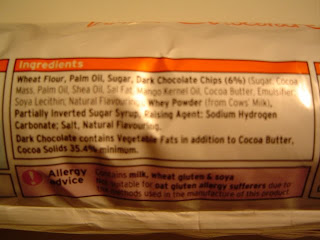 Ingredients
Wheat Flour, Palm Oil, Sugar, Dark Chocolate Chips (6%) (Sugar, Cocoa
Mass, Palm Oil, Shea Oil, Sal Fat, Mango Kernel Oil, Cocoa Butter, Emulsifier:
Soya Lecithin; Natural Flavouring), Whey Powder (from Cows' Milk),
Partially Inverted Sugar Syrup, Raising Agent: Sodium Hydrogen
Carbonate; Salt, Natural Flavouring.
Dark Chocolate contains Vegetable Fats in addition to Cocoa Butter,
Cocoa Solids 35.4% minimum.
Allergy
advice
Contains milk, wheat gluten & soya
Not suitable for oat gluten allergy sufferers due to
methods used in the manufacture of this product